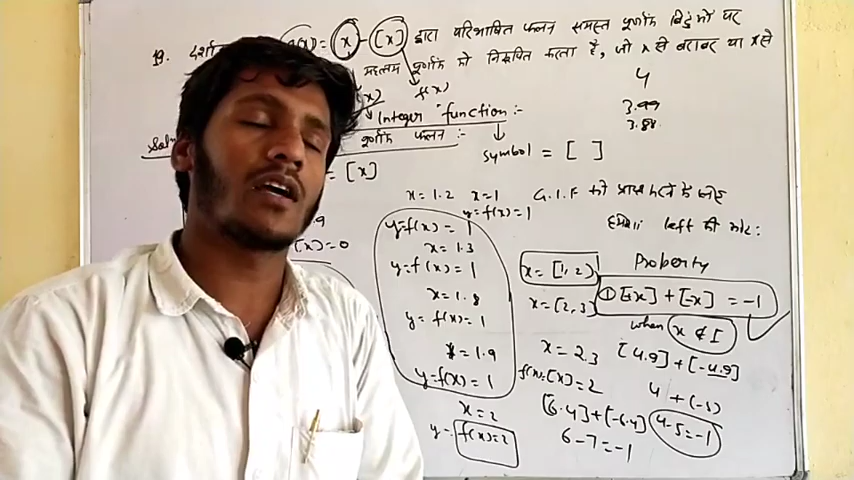 19. (x) = x - [x] द्वारा परिभाषित फलन समस्त पूर्णांक बिंदुओं पर
महत्तम पूर्णांक को निरूपित करता है, जो x से बराबर या x से
f(x)
4
3.99
3.88
Integer function :-
Soln
पूर्णांक फलन :-
symbol = [ ]
= [x]
x = 1.2 x = 1
y = f(x) = 1
G.I.F को प्राप्त करने के लिए
left की ओर :
[x] = 0
y = f(x) = 1
x = 1.3
y = f(x) = 1
x = 1.8
y = f(x) = 1
x = 1.9
y = f(x) = 1
x = 2
y = f(x) = 2
x = [1, 2)
x = [2, 3)
x = 2.3
f(x) = [x] = 2
[6.4] + [-6.4]
6 - 7 = -1
Property
① [x] + [-x] = -1
when x ∉ I
[4.9] + [-4.9]
4 + (-5)
4 - 5 = -1